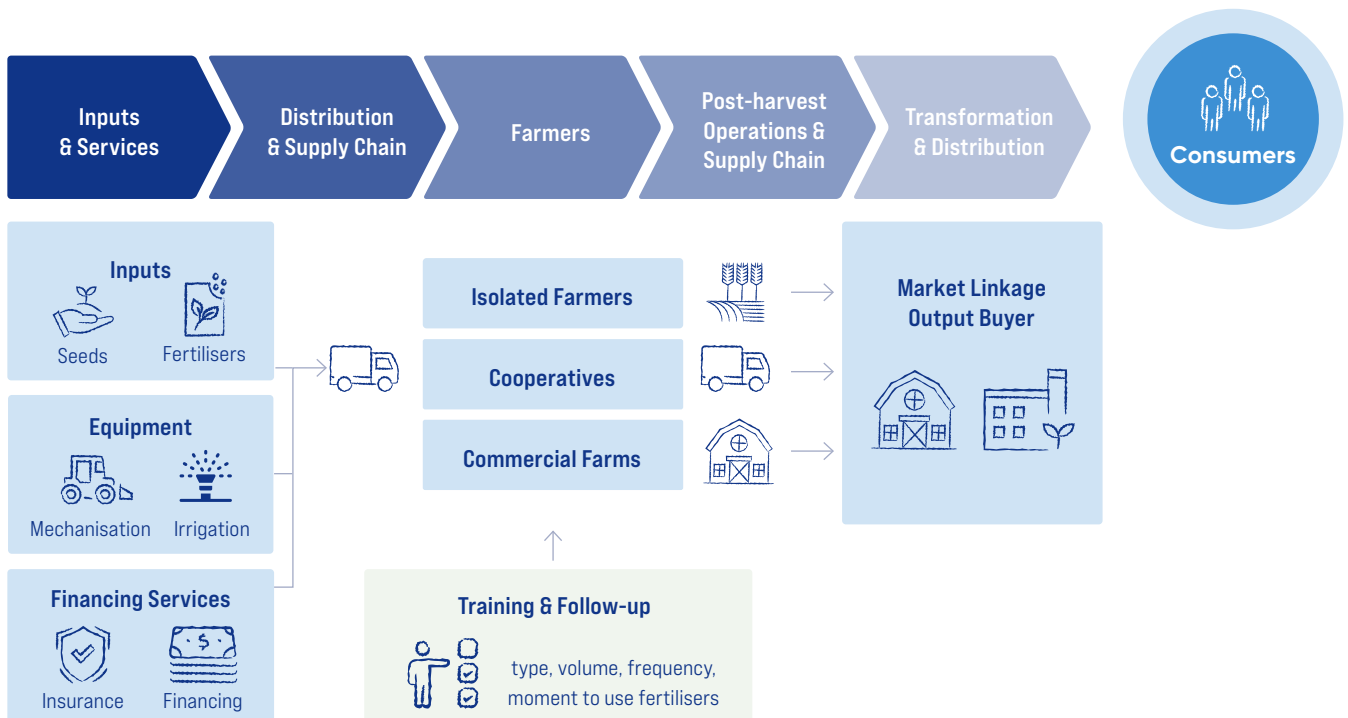 Inputs
& Services
Distribution
& Supply Chain
Farmers
Post-harvest
Operations &
Supply Chain
Transformation
& Distribution
Consumers
Inputs
Seeds
Fertilisers
Equipment
Mechanisation
Irrigation
Financing Services
$
Insurance
Financing
Isolated Farmers
Cooperatives
Commercial Farms
Training & Follow-up
type, volume, frequency,
moment to use fertilisers
Market Linkage
Output Buyer